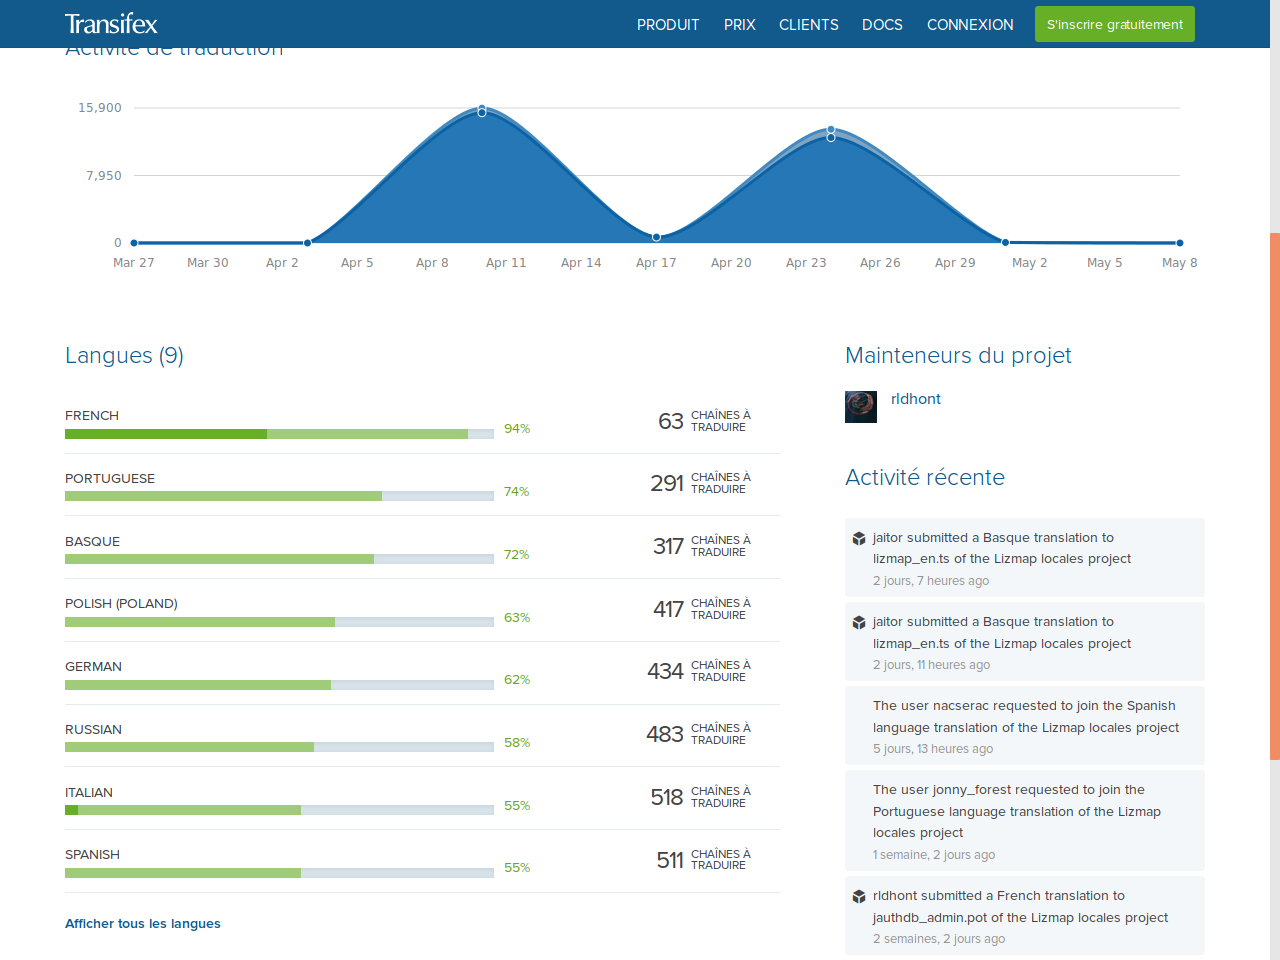 Transifex
PRODUIT PRIX CLIENTS DOCS CONNEXION S'inscrire gratuitement
Activité de traduction
15,900
7,950
0
Mar 27 Mar 30 Apr 2 Apr 5 Apr 8 Apr 11 Apr 14 Apr 17 Apr 20 Apr 23 Apr 26 Apr 29 May 2 May 5 May 8
Langues (9)
FRENCH
94%
63 CHAÎNES À
TRADUIRE
PORTUGUESE
74%
291 CHAÎNES À
TRADUIRE
BASQUE
72%
317 CHAÎNES À
TRADUIRE
POLISH (POLAND)
63%
417 CHAÎNES À
TRADUIRE
GERMAN
62%
434 CHAÎNES À
TRADUIRE
RUSSIAN
58%
483 CHAÎNES À
TRADUIRE
ITALIAN
55%
518 CHAÎNES À
TRADUIRE
SPANISH
55%
511 CHAÎNES À
TRADUIRE
Afficher tous les langues
Mainteneurs du projet
rldhont
Activité récente
jaitor submitted a Basque translation to
lizmap_en.ts of the Lizmap locales project
2 jours, 7 heures ago
jaitor submitted a Basque translation to
lizmap_en.ts of the Lizmap locales project
2 jours, 11 heures ago
The user nacserac requested to join the Spanish
language translation of the Lizmap locales project
5 jours, 13 heures ago
The user jonny_forest requested to join the
Portuguese language translation of the Lizmap
locales project
1 semaine, 2 jours ago
rldhont submitted a French translation to
jauthdb_admin.pot of the Lizmap locales project
2 semaines, 2 jours ago